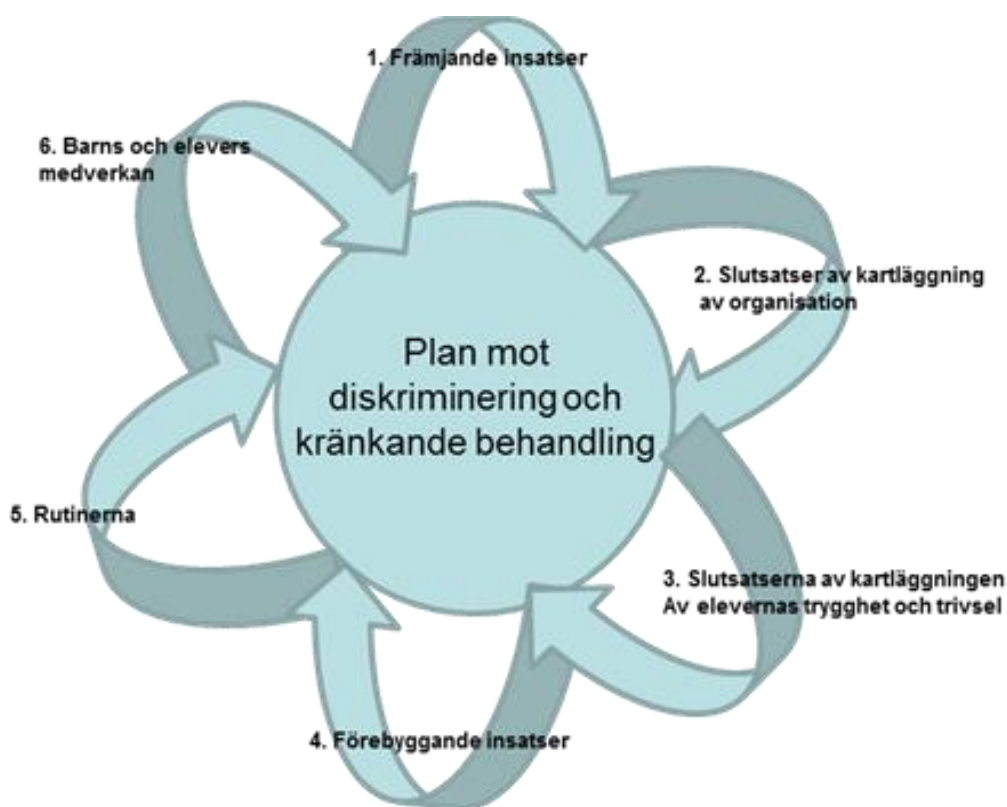 1. Främjande insatser
6. Barns och elevers
medverkan
2. Slutsatser av kartläggning
av organisation
Plan mot
diskriminering och
kränkande behandling
5. Rutinerna
3. Slutsatserna av kartläggningen
Av elevernas trygghet och trivsel
4. Förebyggande insatser